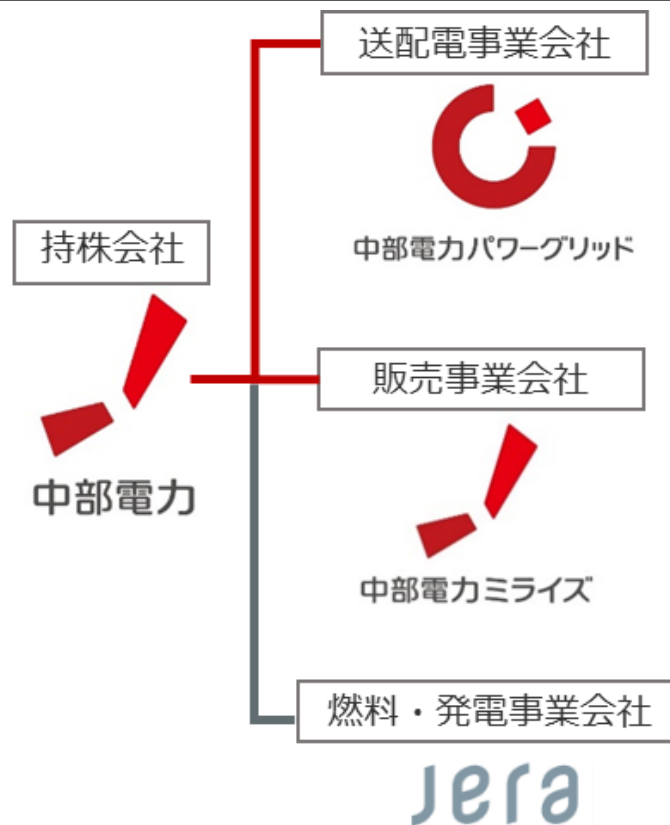 送配電事業会社
中部電力パワーグリッド
持株会社
中部電力
販売事業会社
中部電力ミライズ
燃料・発電事業会社
Jera